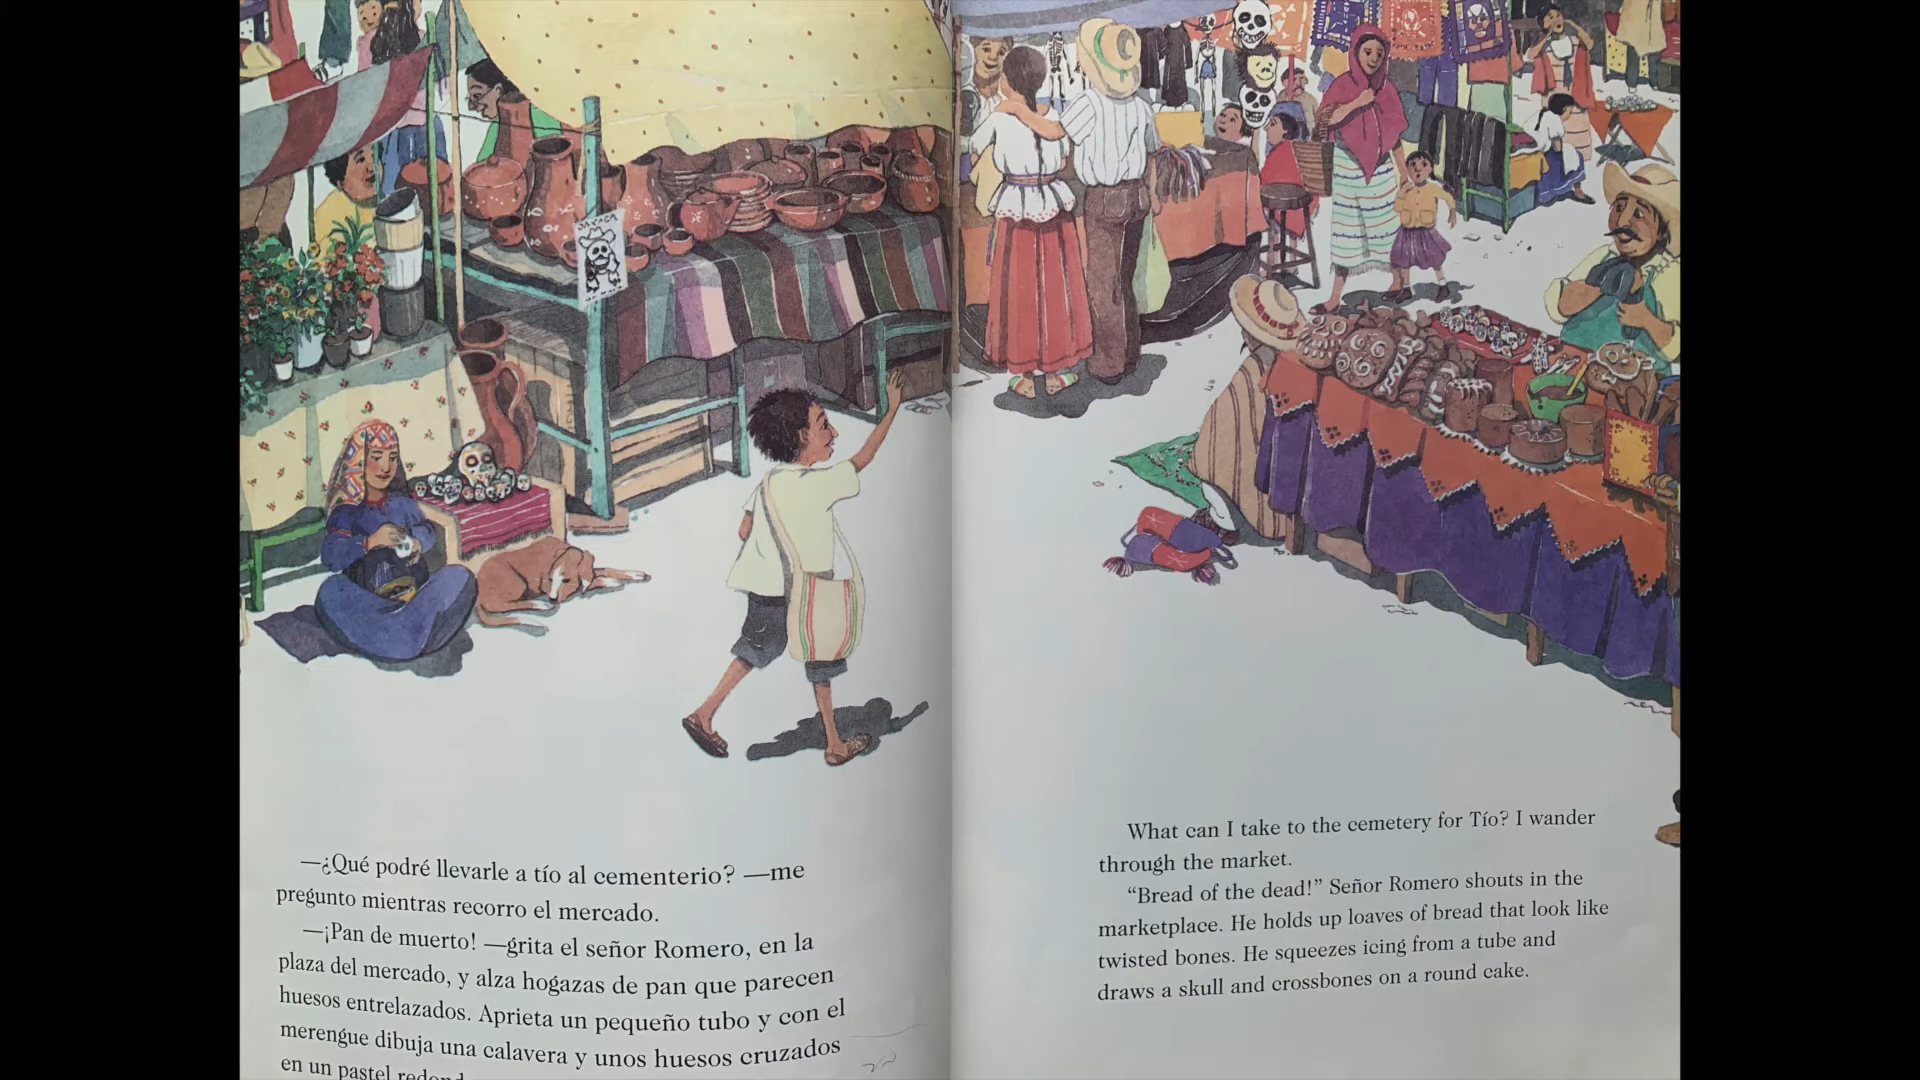 OAXACA
—¿Qué podré llevarle a tío al cementerio? —me
pregunto mientras recorro el mercado.
—¡Pan de muerto! —grita el señor Romero, en la
plaza del mercado, y alza hogazas de pan que parecen
huesos entrelazados. Aprieta un pequeño tubo y con el
merengue dibuja una calavera y unos huesos cruzados
en un pastel
What can I take to the cemetery for Tío? I wander
through the market.
“Bread of the dead!” Señor Romero shouts in the
marketplace. He holds up loaves of bread that look like
twisted bones. He squeezes icing from a tube and
draws a skull and crossbones on a round cake.